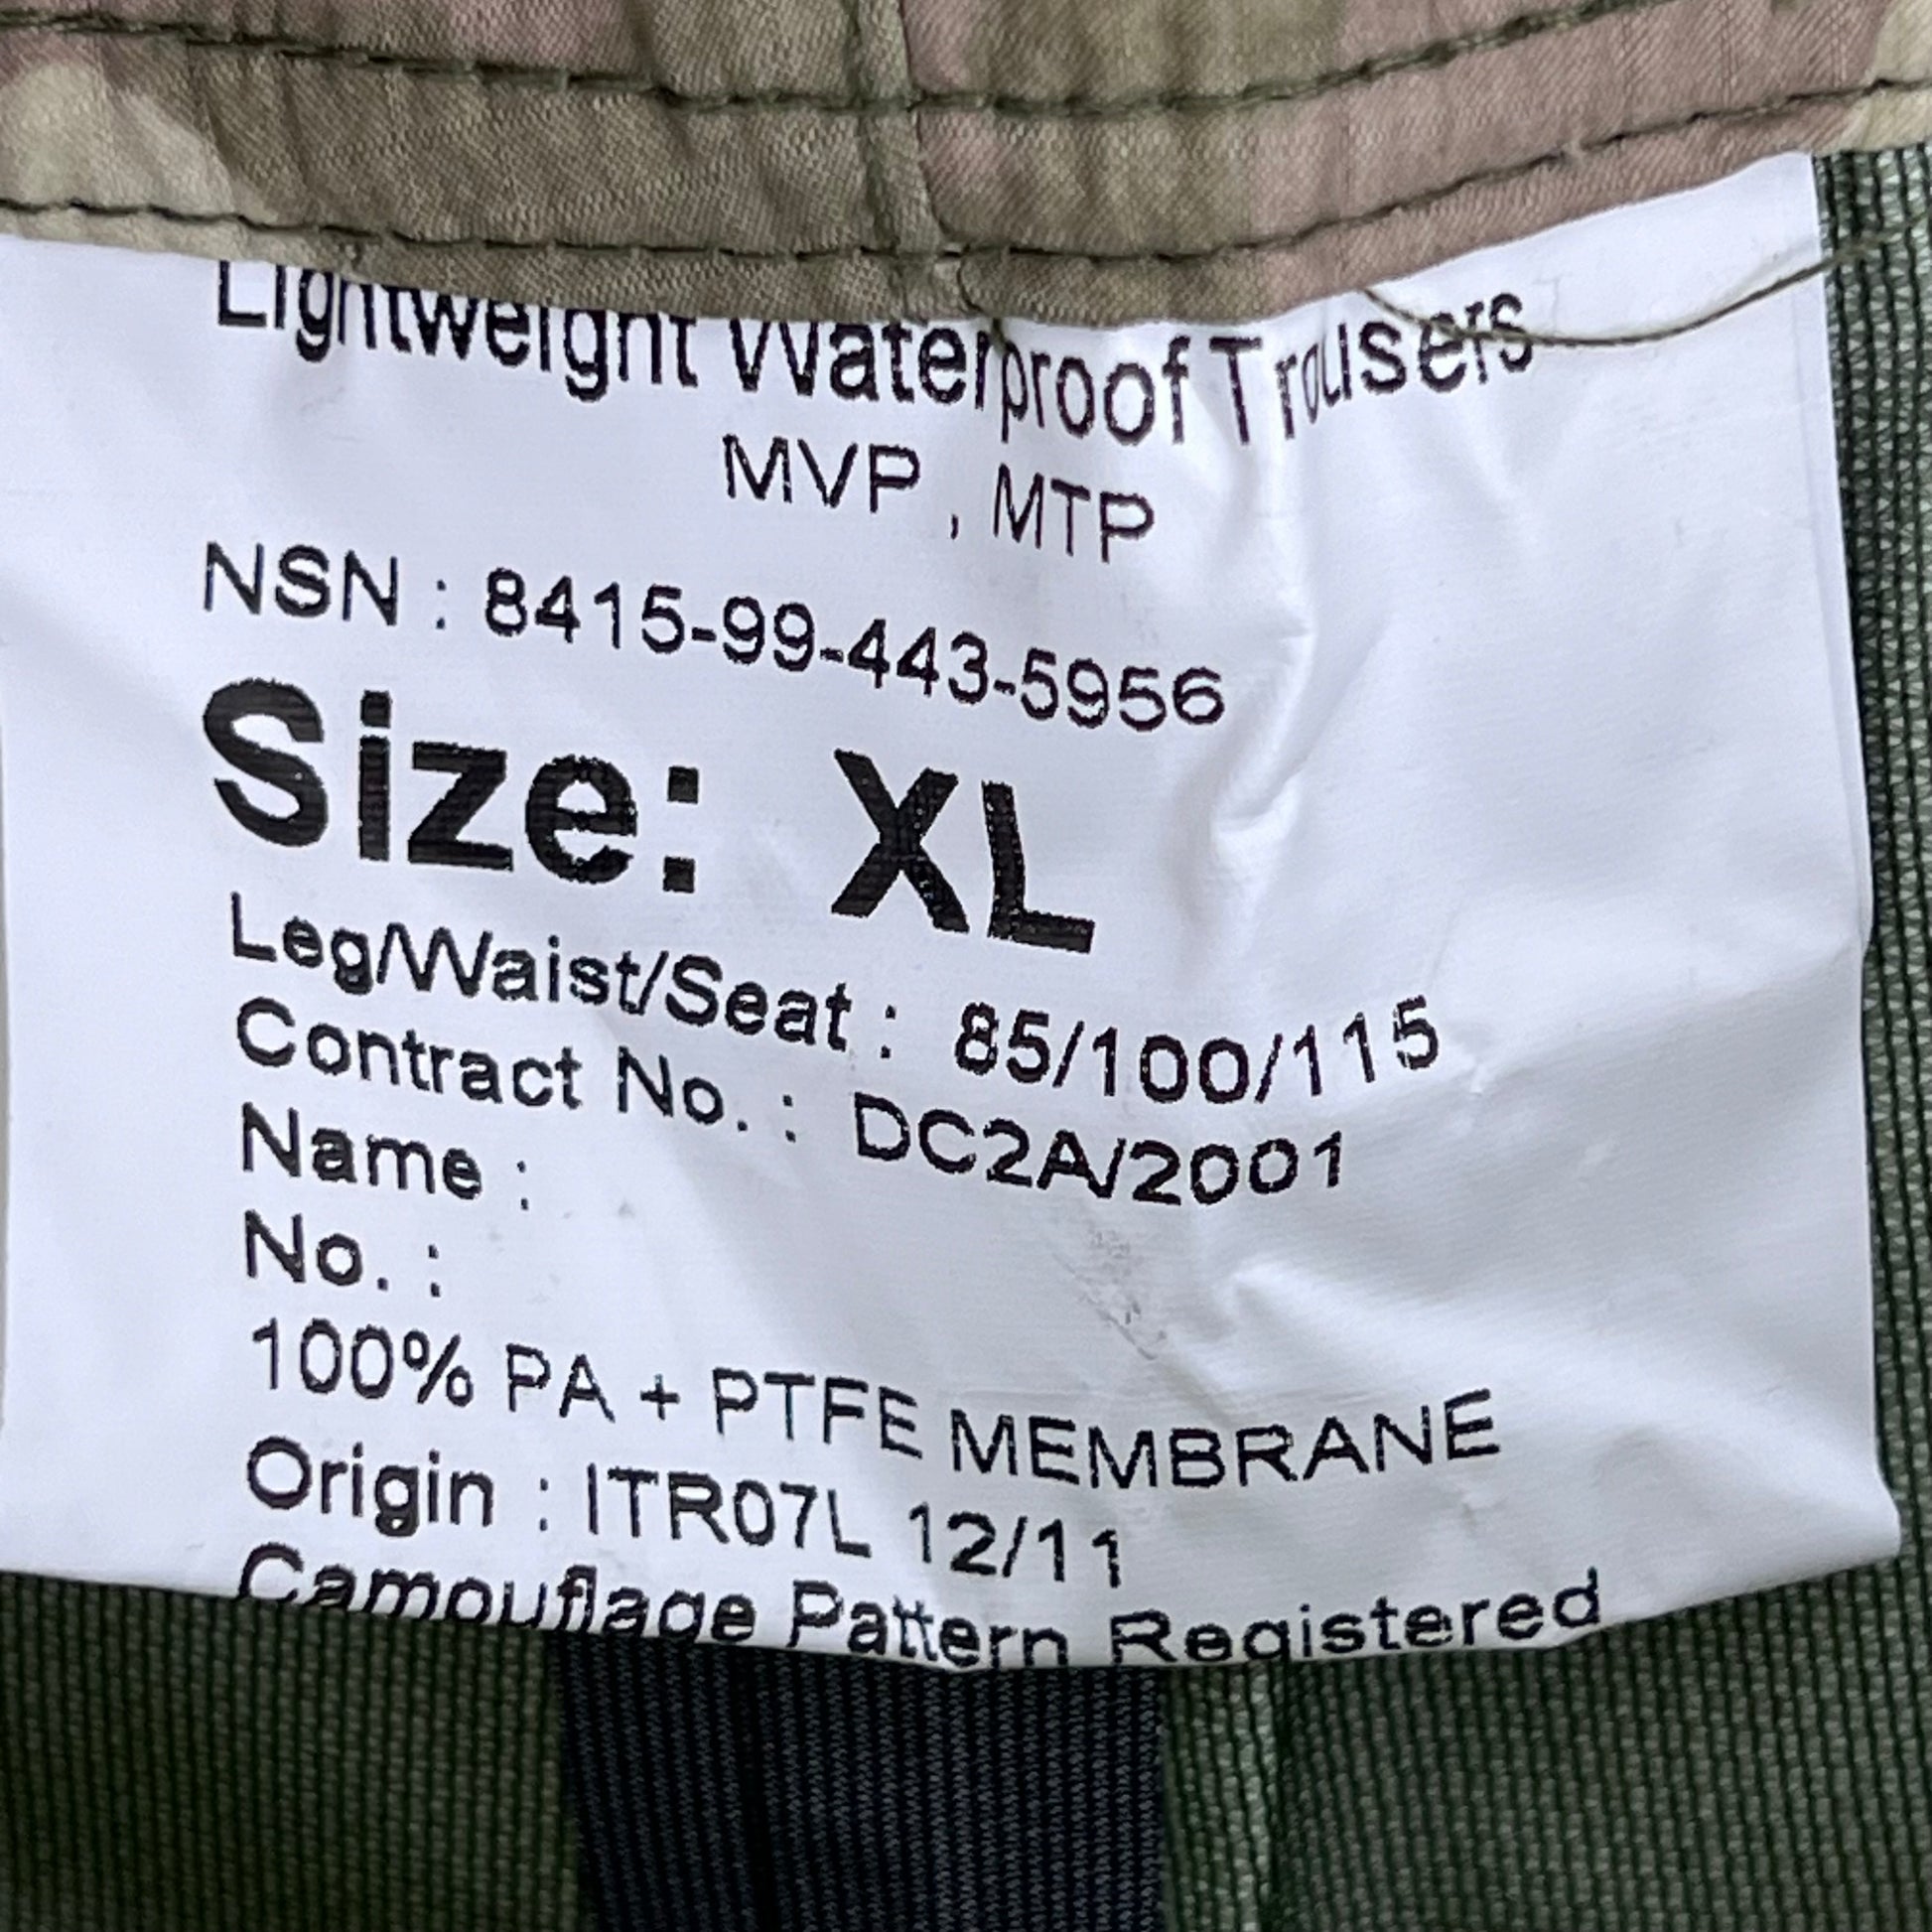 Lightweight Waterproof Trousers
MVP , MTP
NSN : 8415-99-443-5956
Size: XL
Leg/Waist/Seat : 85/100/115
Contract No. : DC2A/2001
Name :
No. :
100% PA + PTFE MEMBRANE
Origin : ITR07L 12/11
Camouflage Pattern Registered